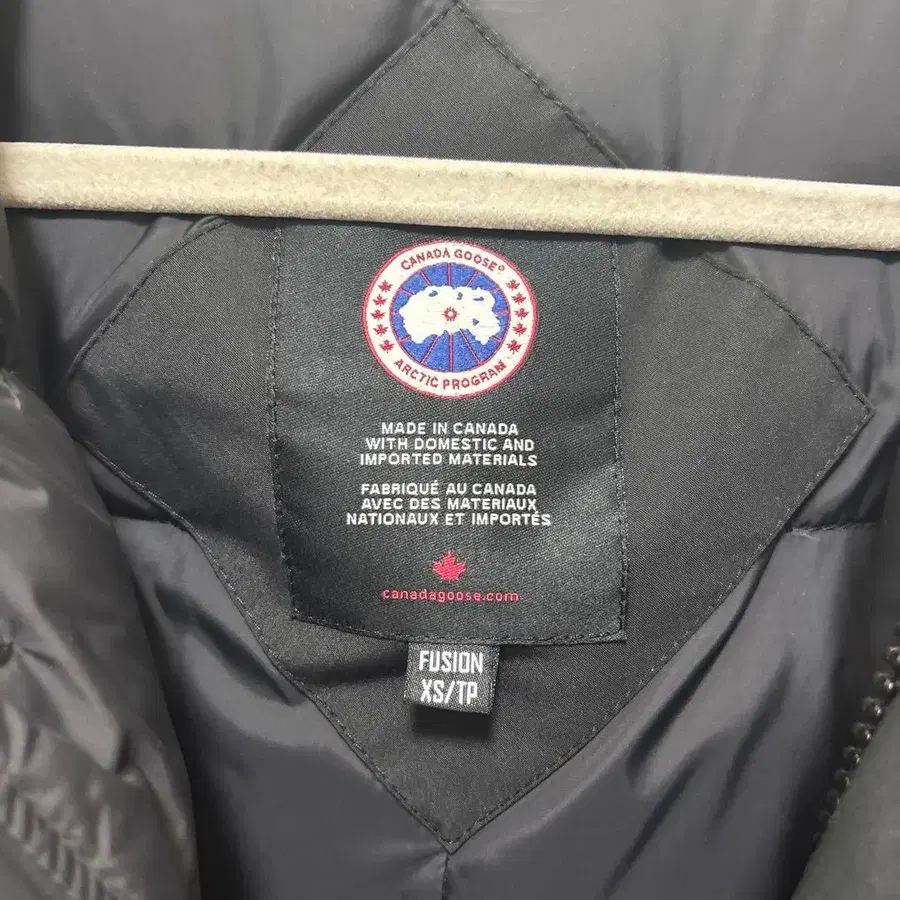 CANADA GOOSE®
ARCTIC PROGRAM
MADE IN CANADA
WITH DOMESTIC AND
IMPORTED MATERIALS
FABRIQUÉ AU CANADA
AVEC DES MATERIAUX
NATIONAUX ET IMPORTÉS
canadagoose.com
FUSION
XS/TP